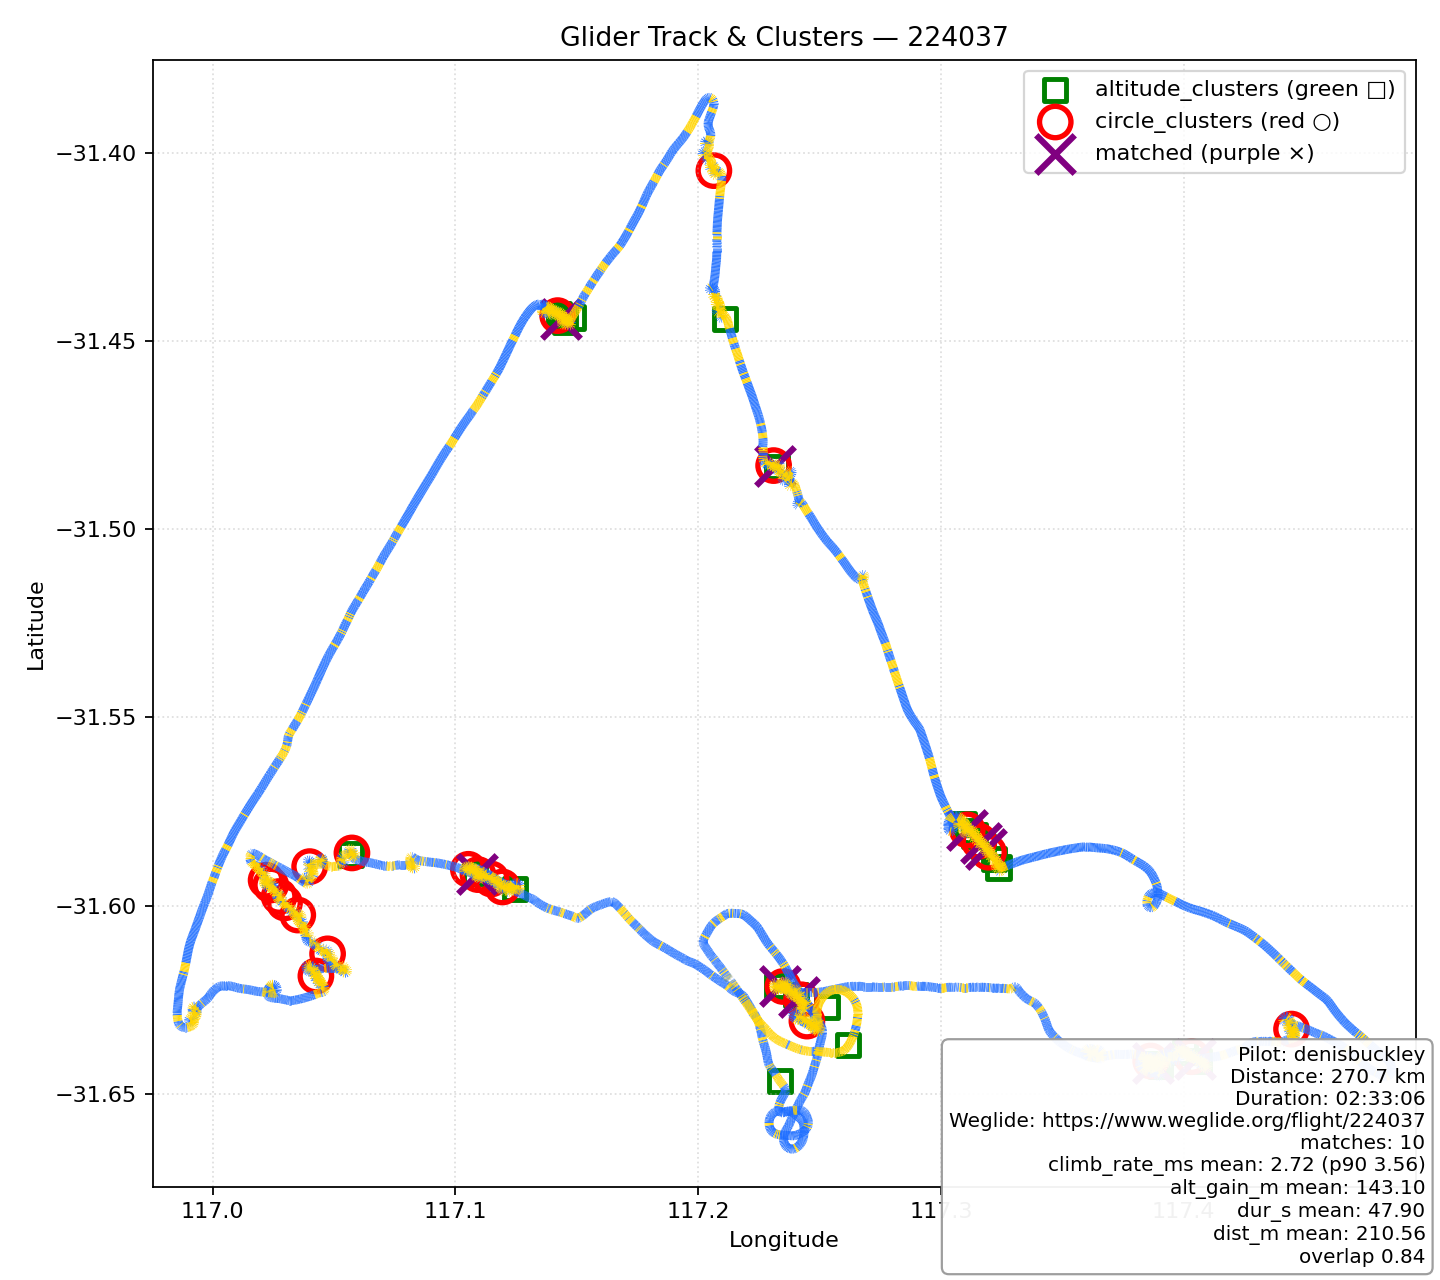 Glider Track & Clusters — 224037
altitude_clusters (green □)
circle_clusters (red ○)
matched (purple ×)
−31.40
−31.45
−31.50
−31.55
−31.60
−31.65
Latitude
117.0
117.1
117.2
117.3
117.4
Longitude
Pilot: denisbuckley
Distance: 270.7 km
Duration: 02:33:06
Weglide: https://www.weglide.org/flight/224037
matches: 10
climb_rate_ms mean: 2.72 (p90 3.56)
alt_gain_m mean: 143.10
dur_s mean: 47.90
dist_m mean: 210.56
overlap 0.84